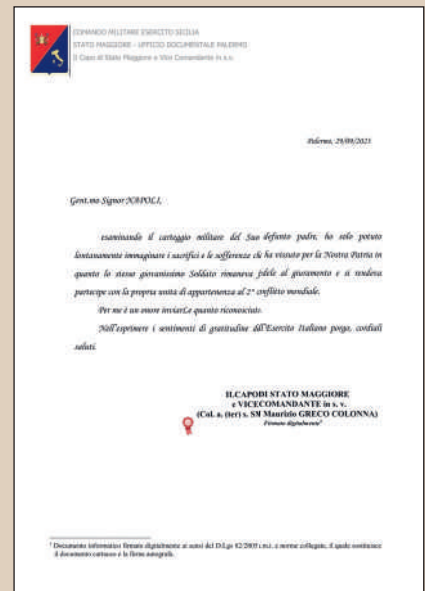 COMANDO MILITARE ESERCITO SICILIA
STATO MAGGIORE - UFFICIO DOCUMENTALE PALERMO
Il Capo di Stato Maggiore e Vice Comandante in s.v.
Palermo, 29/09/2023
Gent.mo Signor NAPOLI,
esaminando il carteggio militare del Suo defunto padre, ho solo potuto
lontanamente immaginare i sacrifici e le sofferenze ch ha vissuto per la Nostra Patria in
quanto lo stesso giovanissimo Soldato rimaneva fedele al giuramento e si rendeva
partecipe con la propria unità di appartenenza al 2° conflitto mondiale.
Per me è un onore inviarLe quanto riconosciuto.
Nell'esprimere i sentimenti di gratitudine dell'Esercito Italiano porgo, cordiali
saluti.
IL CAPO DI STATO MAGGIORE
e VICECOMANDANTE in s. v.
(Col. a. (ter) s. SM Maurizio GRECO COLONNA)
Firmato digitalmente¹
¹ Documento informatico firmato digitalmente ai sensi del D.Lgs 82/2005 s.m.i. e norme collegate, il quale sostituisce
il documento cartaceo e la firma autografa.